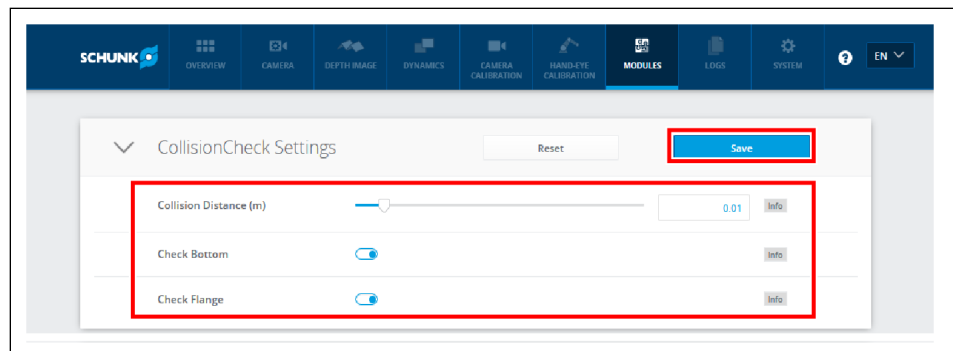 SCHUNK
OVERVIEW
CAMERA
DEPTH IMAGE
DYNAMICS
CAMERA
CALIBRATION
HAND-EYE
CALIBRATION
MODULES
LOGS
SYSTEM
?
EN
CollisionCheck Settings
Reset
Save
Collision Distance (m)
0.01
Info
Check Bottom
Info
Check Flange
Info